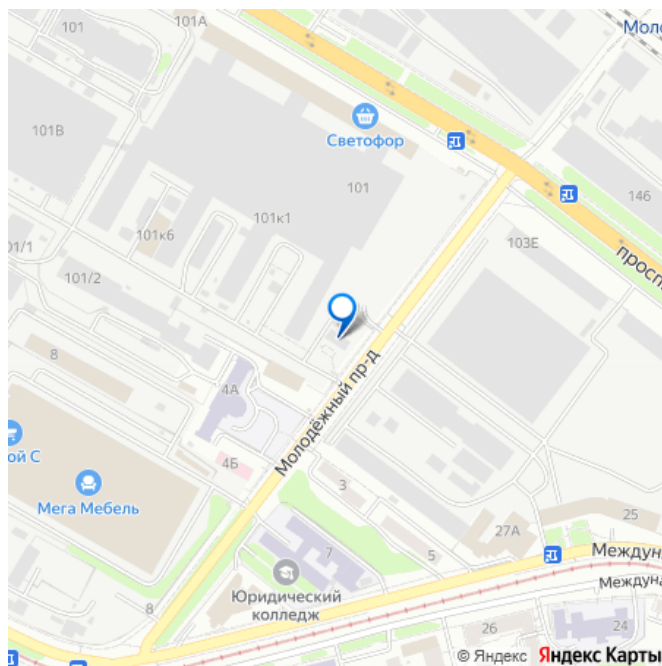 101А
Моло
101
101В
Светофор
101
146
101к1
101к6
103Е
01/1
101/2
просп
8
4А
Молодёжный пр-д
ой С
4Б
Мега Мебель
3
25
27А
7
5
Междун
Юридический
колледж
Междуна
8
26
24
© Яндекс Яндекс Карты